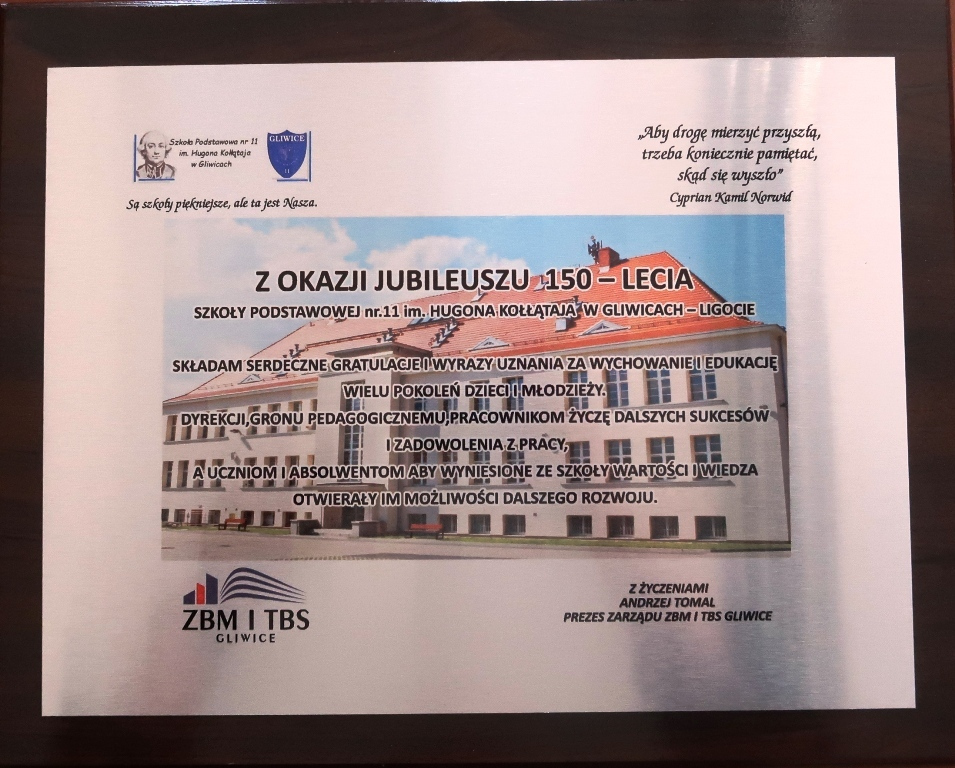 Szkoła Podstawowa nr 11
im. Hugona Kołłątaja
w Gliwicach
GLIWICE
11
Są szkoły piękniejsze, ale ta jest Nasza.
„Aby drogę mierzyć przyszłą,
trzeba koniecznie pamiętać,
skąd się wyszło”
Cyprian Kamil Norwid
Z OKAZJI JUBILEUSZU 150 – LECIA
SZKOŁY PODSTAWOWEJ nr.11 im. HUGONA KOŁŁĄTAJA W GLIWICACH – LIGOCIE
SKŁADAM SERDECZNE GRATULACJE I WYRAZY UZNANIA ZA WYCHOWANIE I EDUKACJĘ
WIELU POKOLEŃ DZIECI I MŁODZIEŻY.
DYREKCJI,GRONU PEDAGOGICZNEMU,PRACOWNIKOM ŻYCZĘ DALSZYCH SUKCESÓW
I ZADOWOLENIA Z PRACY,
A UCZNIOM I ABSOLWENTOM ABY WYNIESIONE ZE SZKOŁY WARTOŚCI I WIEDZA
OTWIERAŁY IM MOŻLIWOŚCI DALSZEGO ROZWOJU.
ZBM I TBS
GLIWICE
Z ŻYCZENIAMI
ANDRZEJ TOMAL
PREZES ZARZĄDU ZBM I TBS GLIWICE